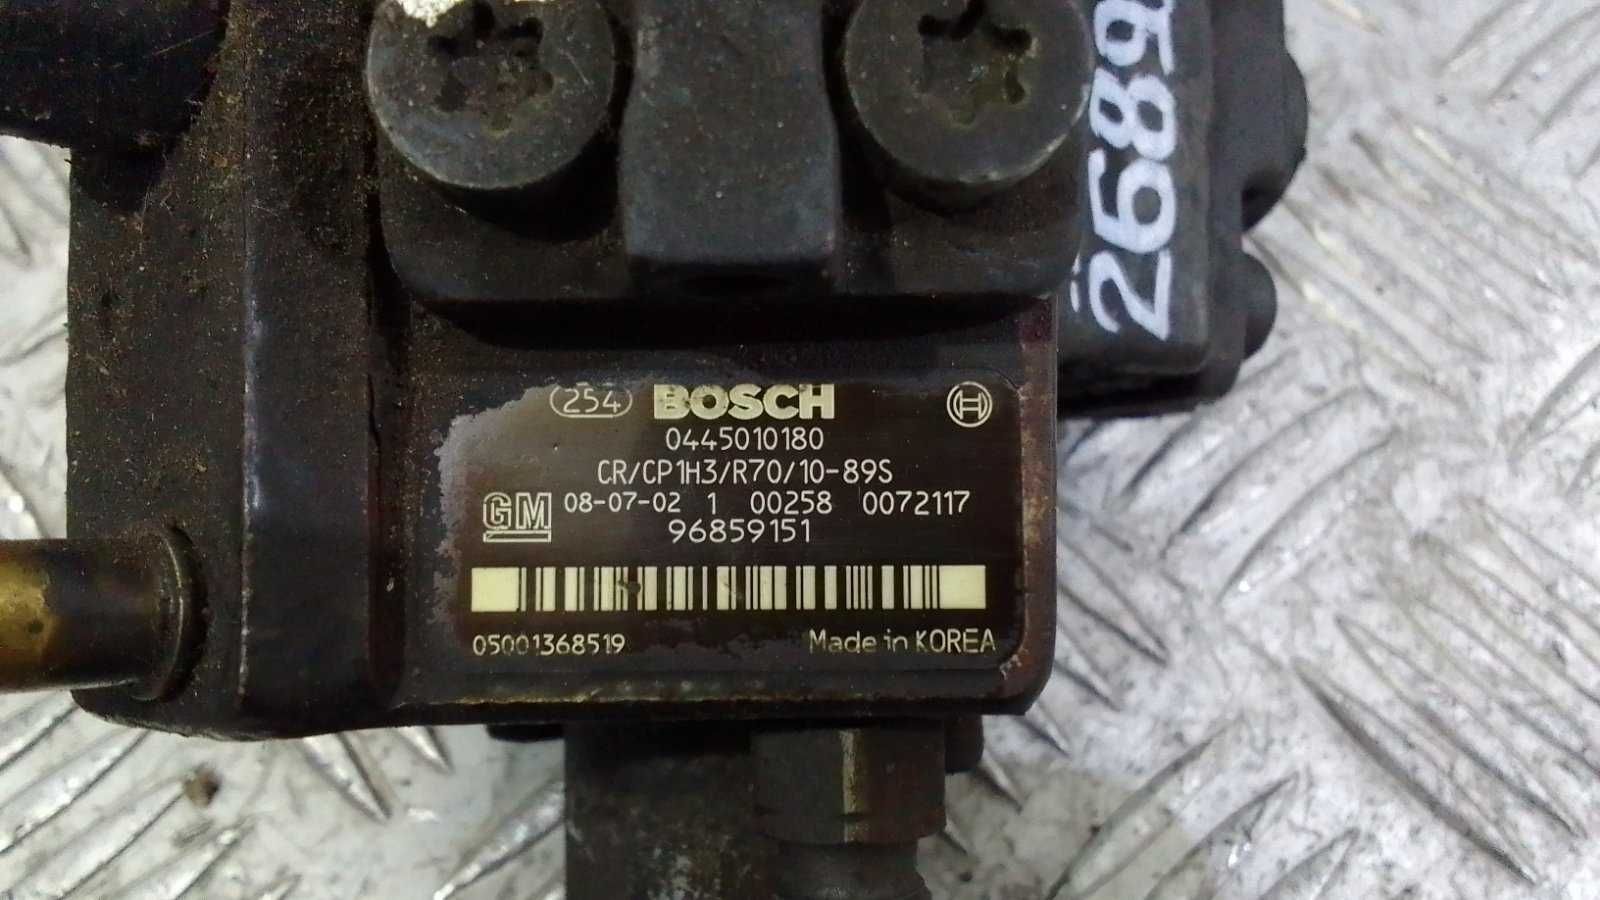 2689
254 BOSCH
0445010180
CR/CP1H3/R70/10-89S
GM 08-07-02 1 00258 0072117
96859151
05001368519 Made in KOREA